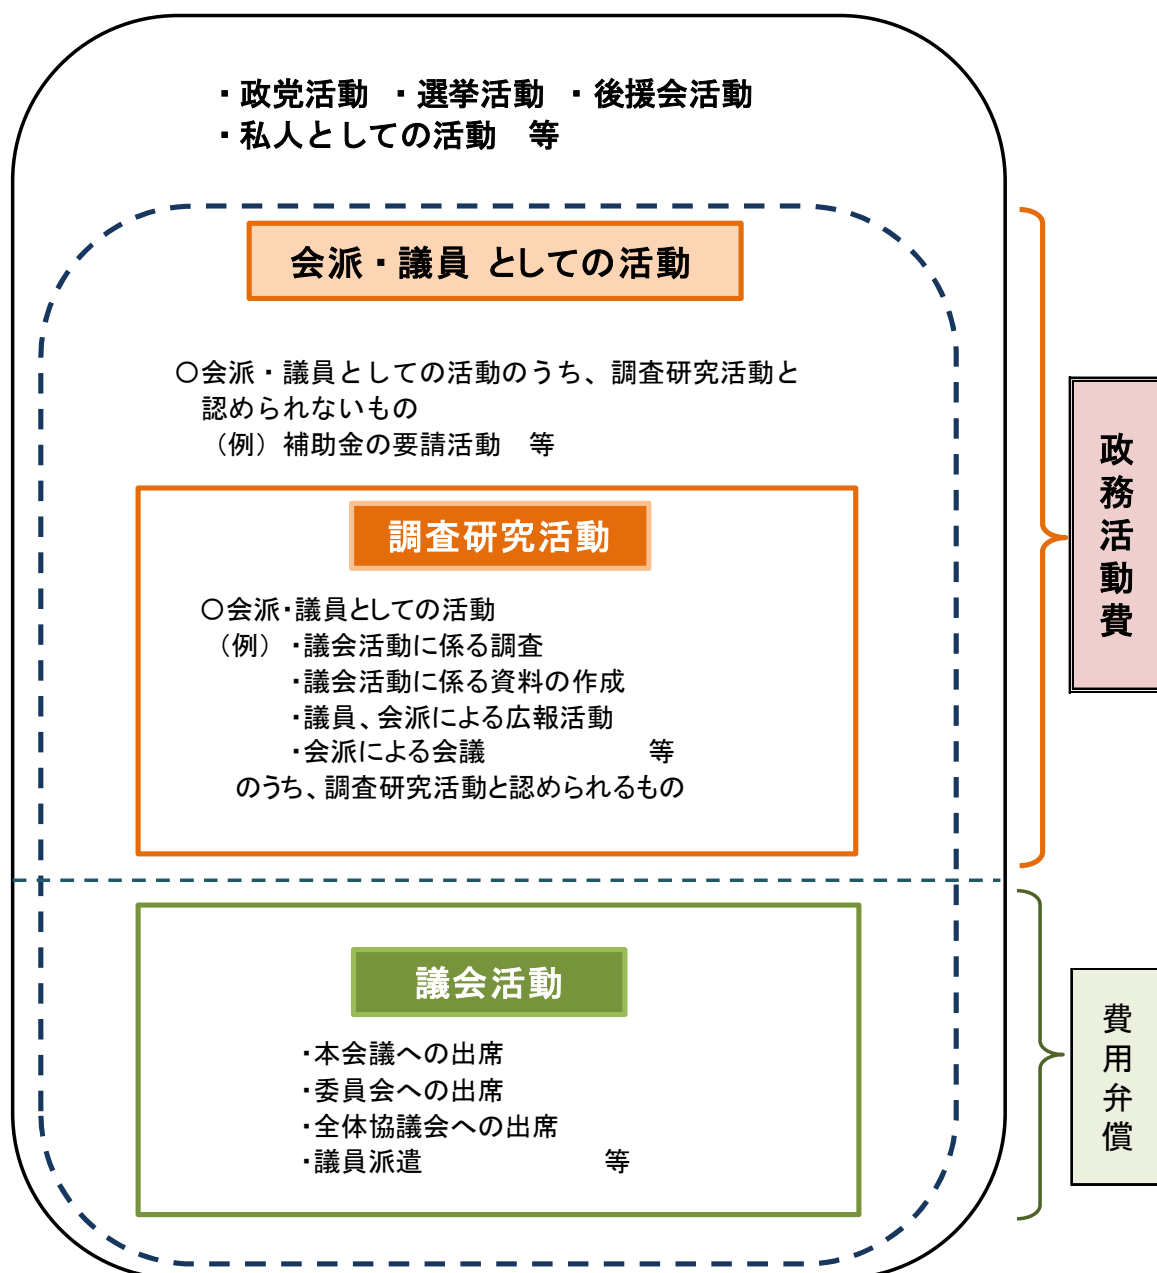 ・政党活動 ・選挙活動 ・後援会活動
・私人としての活動　等
会派・議員 としての活動
○会派・議員としての活動のうち、調査研究活動と
認められないもの
（例）補助金の要請活動　等
調査研究活動
○会派・議員としての活動
（例）・議会活動に係る調査
・議会活動に係る資料の作成
・議員、会派による広報活動
・会派による会議　　　　　　等
のうち、調査研究活動と認められるもの
政務活動費
議会活動
・本会議への出席
・委員会への出席
・全体協議会への出席
・議員派遣　　　　　　　等
費用弁償